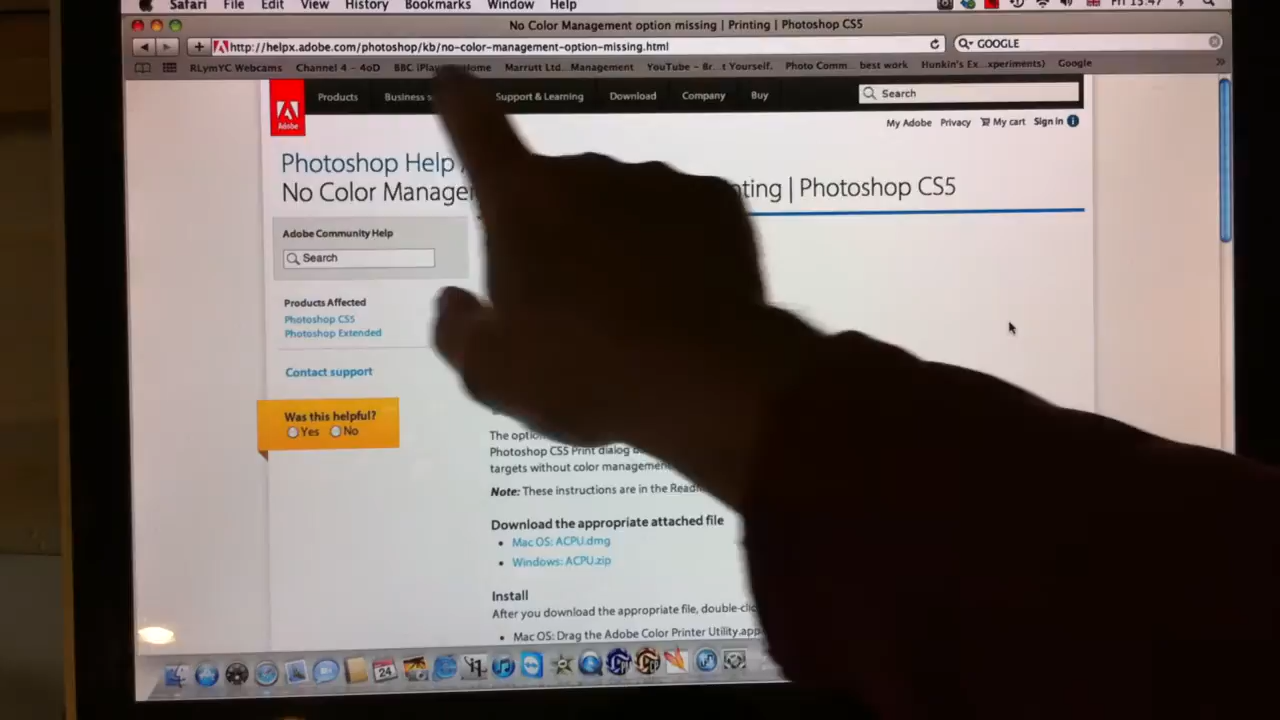 Safari File Edit View History Bookmarks Window Help
No Color Management option missing | Printing | Photoshop CS5
http://helpx.adobe.com/photoshop/kb/no-color-management-option-missing.html GOOGLE
RLymYC Webcams Channel 4 – 4oD BBC iPlay Home Marrutt Ltd... Management YouTube – Br...t Yourself. Photo Comm... best work Hunkin's Ex...xperiments) Google
Adobe Products Business Support & Learning Download Company Buy Search
My Adobe Privacy My cart Sign in
Photoshop Help /
No Color Manage nting | Photoshop CS5
Adobe Community Help
Search
Products Affected
Photoshop CS5
Photoshop Extended
Contact support
Was this helpful?
Yes No
The optio
Photoshop CS5 Print dialog
targets without color managemen
Note: These instructions are in the Read
Download the appropriate attached file
Mac OS: ACPU.dmg
Windows: ACPU.zip
Install
After you download the appropriate file, double-clic
Mac OS: Drag the Adobe Color Printer Utility.app
24